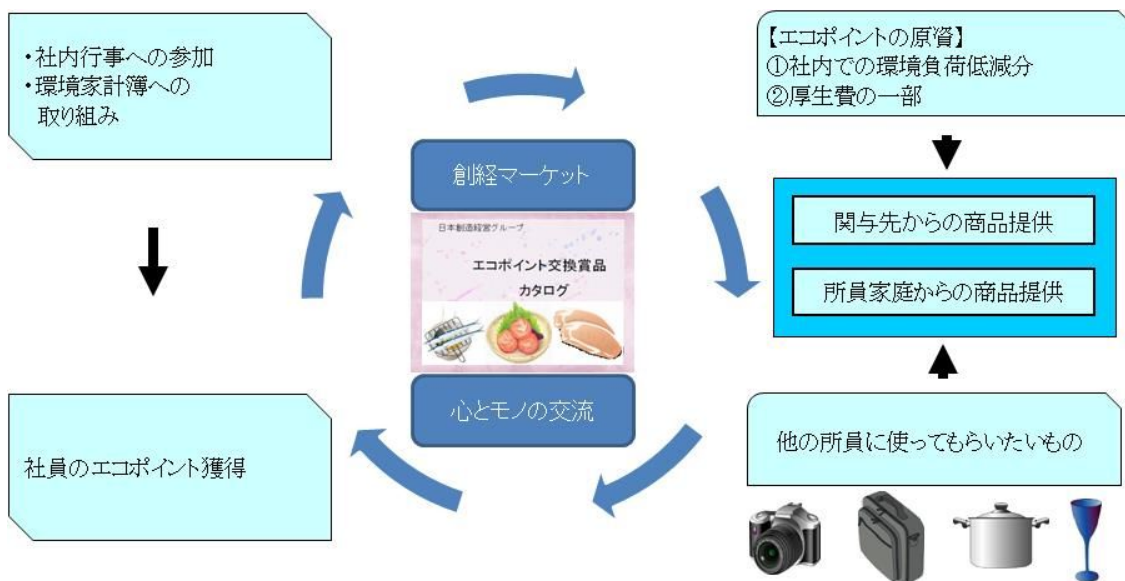 ・社内行事への参加
・環境家計簿への
取り組み
【エコポイントの原資】
①社内での環境負荷低減分
②厚生費の一部
創経マーケット
日本創造経営グループ
エコポイント交換賞品
カタログ
心とモノの交流
関与先からの商品提供
所員家庭からの商品提供
社員のエコポイント獲得
他の所員に使ってもらいたいもの